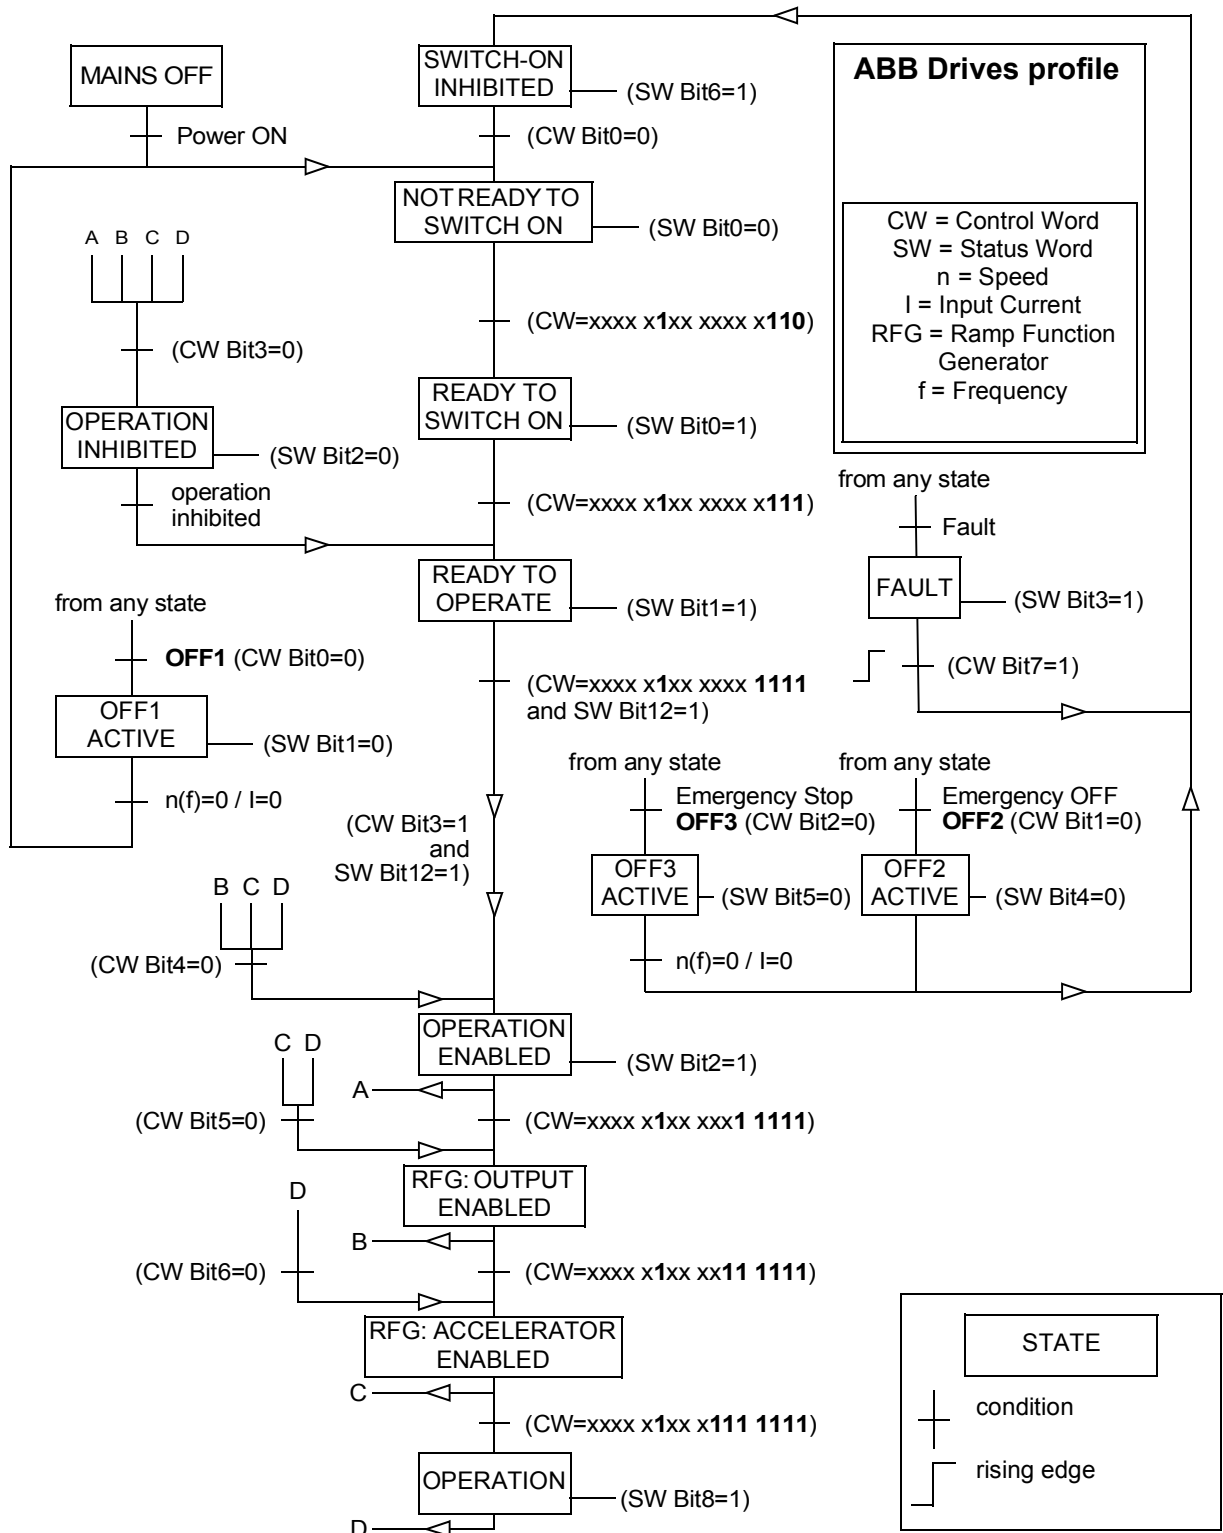 SWITCH-ON
INHIBITED
(SW Bit6=1)
MAINS OFF
Power ON
(CW Bit0=0)
ABB Drives profile
CW = Control Word
SW = Status Word
n = Speed
I = Input Current
RFG = Ramp Function
Generator
f = Frequency
NOT READY TO
SWITCH ON
(SW Bit0=0)
A B C D
(CW Bit3=0)
(CW=xxxx x1xx xxxx x110)
READY TO
SWITCH ON
(SW Bit0=1)
OPERATION
INHIBITED
(SW Bit2=0)
operation
inhibited
(CW=xxxx x1xx xxxx x111)
from any state
Fault
FAULT
(SW Bit3=1)
(CW Bit7=1)
READY TO
OPERATE
(SW Bit1=1)
from any state
OFF1 (CW Bit0=0)
OFF1
ACTIVE
(SW Bit1=0)
n(f)=0 / I=0
(CW=xxxx x1xx xxxx 1111
and SW Bit12=1)
(CW Bit3=1
and
SW Bit12=1)
from any state
Emergency Stop
OFF3 (CW Bit2=0)
OFF3
ACTIVE
(SW Bit5=0)
n(f)=0 / I=0
from any state
Emergency OFF
OFF2 (CW Bit1=0)
OFF2
ACTIVE
(SW Bit4=0)
B C D
(CW Bit4=0)
OPERATION
ENABLED
(SW Bit2=1)
C D
A
(CW Bit5=0)
(CW=xxxx x1xx xxx1 1111)
RFG: OUTPUT
ENABLED
D
B
(CW Bit6=0)
(CW=xxxx x1xx xx11 1111)
RFG: ACCELERATOR
ENABLED
C
(CW=xxxx x1xx x111 1111)
OPERATION
(SW Bit8=1)
D
STATE
condition
rising edge